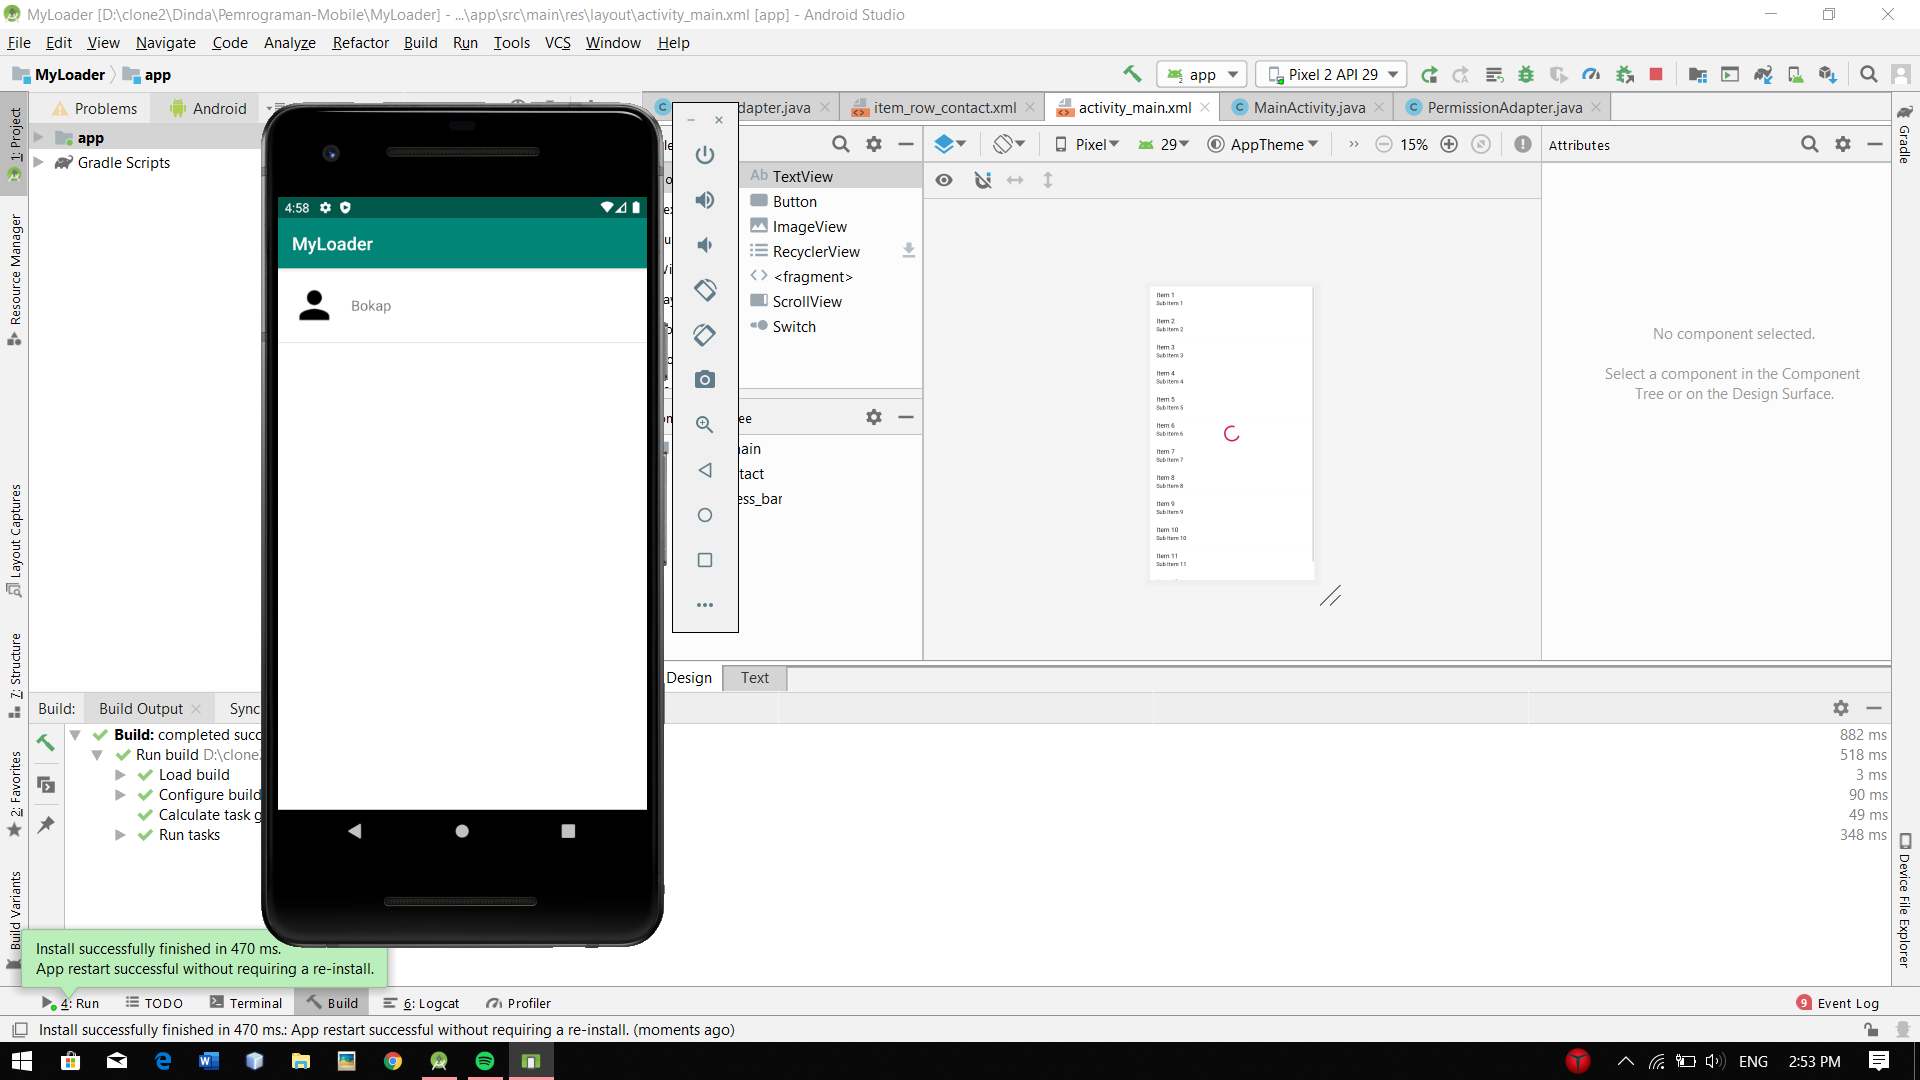 MyLoader [D:\clone2\Dinda\Pemrograman-Mobile\MyLoader] - ...\app\src\main\res\layout\activity_main.xml [app] - Android Studio
File Edit View Navigate Code Analyze Refactor Build Run Tools VCS Window Help
MyLoader app
app Pixel 2 API 29
Problems Android
dapter.java item_row_contact.xml activity_main.xml MainActivity.java PermissionAdapter.java
1: Project
Resource Manager
Layout Captures
7: Structure
2: Favorites
Build Variants
app
Gradle Scripts
4:58
MyLoader
Bokap
Ab TextView
Button
ImageView
RecyclerView
<fragment>
ScrollView
Switch
ee
ain
tact
ess_bar
Pixel 29 AppTheme 15%
Item 1
Sub Item 1
Item 2
Sub Item 2
Item 3
Sub Item 3
Item 4
Sub Item 4
Item 5
Sub Item 5
Item 6
Sub Item 6
Item 7
Sub Item 7
Item 8
Sub Item 8
Item 9
Sub Item 9
Item 10
Sub Item 10
Item 11
Sub Item 11
Attributes
No component selected.
Select a component in the Component
Tree or on the Design Surface.
Gradle
Device File Explorer
Design Text
Build: Build Output Sync
Build: completed succ 882 ms
Run build D:\clone 518 ms
Load build 3 ms
Configure build 90 ms
Calculate task g 49 ms
Run tasks 348 ms
Install successfully finished in 470 ms.
App restart successful without requiring a re-install.
4: Run TODO Terminal Build 6: Logcat Profiler 9 Event Log
Install successfully finished in 470 ms.: App restart successful without requiring a re-install. (moments ago)
ENG 2:53 PM